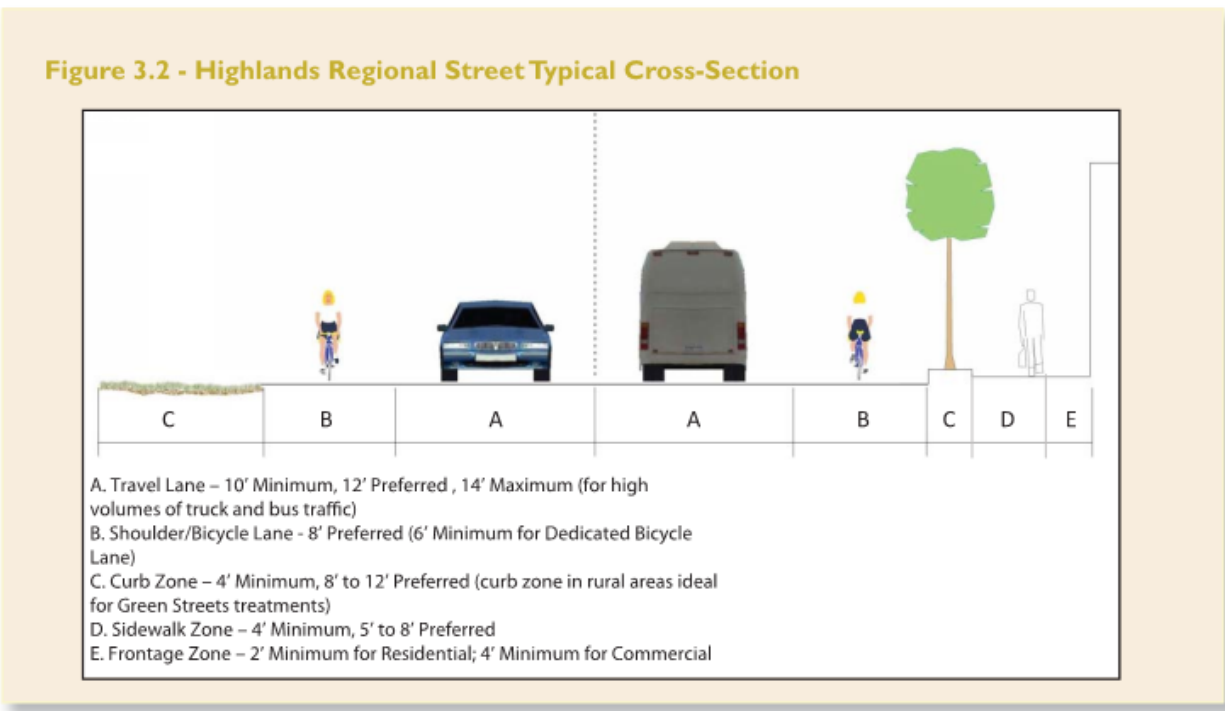 Figure 3.2 - Highlands Regional Street Typical Cross-Section
C B A A B C D E
A. Travel Lane – 10’ Minimum, 12’ Preferred , 14’ Maximum (for high
volumes of truck and bus traffic)
B. Shoulder/Bicycle Lane - 8’ Preferred (6’ Minimum for Dedicated Bicycle
Lane)
C. Curb Zone – 4’ Minimum, 8’ to 12’ Preferred (curb zone in rural areas ideal
for Green Streets treatments)
D. Sidewalk Zone – 4’ Minimum, 5’ to 8’ Preferred
E. Frontage Zone – 2’ Minimum for Residential; 4’ Minimum for Commercial